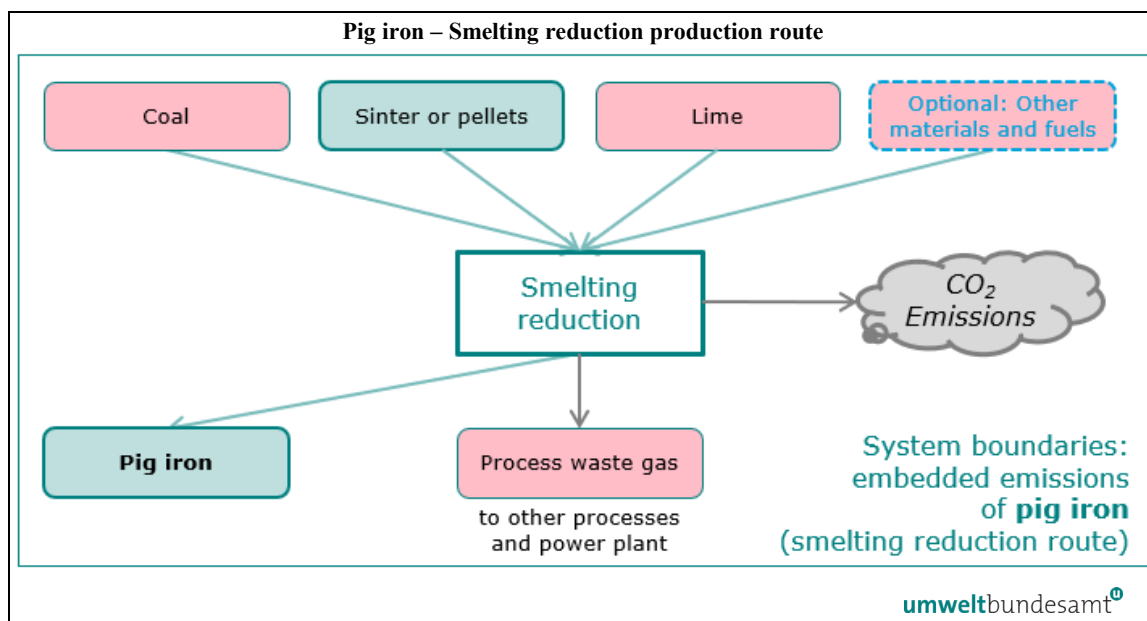 Pig iron – Smelting reduction production route
Coal
Sinter or pellets
Lime
Optional: Other
materials and fuels
Smelting
reduction
CO₂
Emissions
Pig iron
Process waste gas
to other processes
and power plant
System boundaries:
embedded emissions
of pig iron
(smelting reduction route)
umweltbundesamt ᵘ